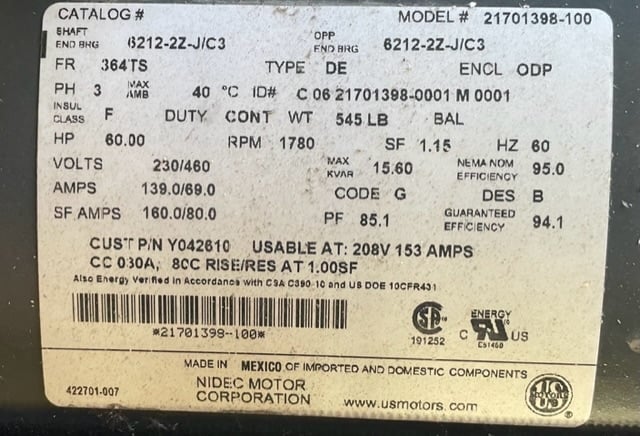 CATALOG # MODEL # 21701398-100
SHAFT END BRG 6212-2Z-J/C3 OPP END BRG 6212-2Z-J/C3
FR 364TS TYPE DE ENCL ODP
PH 3 MAX AMB 40 °C ID# C 06 21701398-0001 M 0001
INSUL CLASS F DUTY CONT WT 545 LB BAL
HP 60.00 RPM 1780 SF 1.15 HZ 60
VOLTS 230/460 MAX KVAR 15.60 NEMA NOM EFFICIENCY 95.0
AMPS 139.0/69.0 CODE G DES B
SF AMPS 160.0/80.0 PF 85.1 GUARANTEED EFFICIENCY 94.1
CUST P/N Y042610 USABLE AT: 208V 153 AMPS
CC 030A, 80C RISE/RES AT 1.00SF
Also Energy Verified in Accordance with CSA C390-10 and US DOE 10CFR431
*21701398-100*
SA
191252
ENERGY
C UR US
E51460
MADE IN MEXICO OF IMPORTED AND DOMESTIC COMPONENTS
422701-007
NIDEC MOTOR
CORPORATION
www.usmotors.com
US MOTORS ®